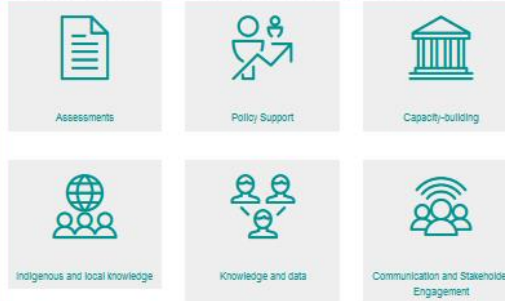 Assessments
Policy Support
Capacity-building
Indigenous and local knowledge
Knowledge and data
Communication and Stakeholde
Engagement